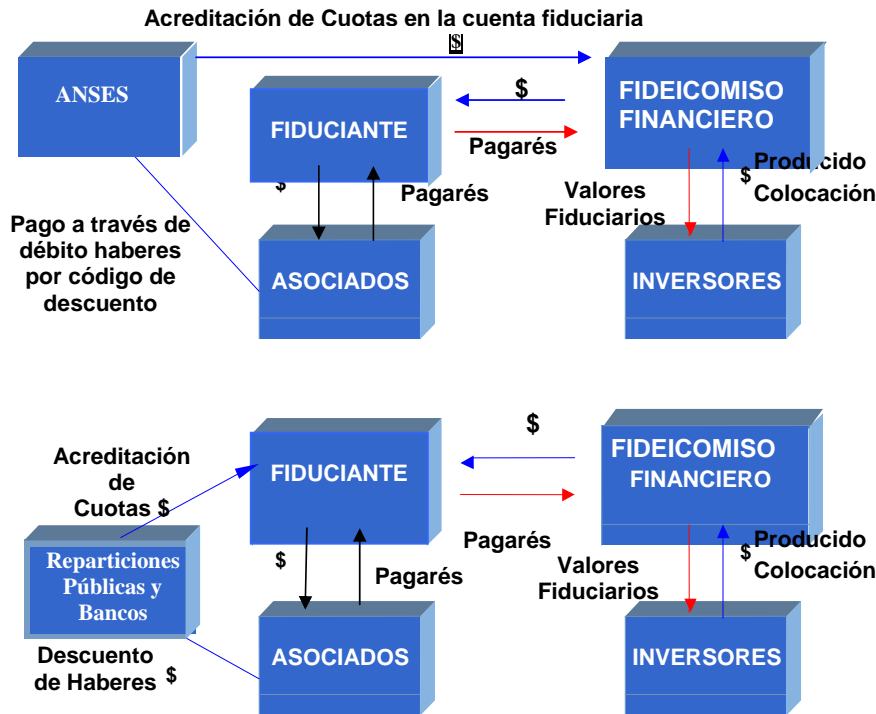 Acreditación de Cuotas en la cuenta fiduciaria
$
ANSES
FIDUCIANTE
$
Pagarés
FIDEICOMISO
FINANCIERO
$
Pagarés
Valores
Fiduciarios
$
Producido
Colocación
Pago a través de
débito haberes
por código de
descuento
ASOCIADOS
INVERSORES
Acreditación
de
Cuotas $
FIDUCIANTE
$
Pagarés
FIDEICOMISO
FINANCIERO
Reparticiones
Públicas y
Bancos
$
Pagarés
Valores
Fiduciarios
$
Producido
Colocación
Descuento
de Haberes $
ASOCIADOS
INVERSORES